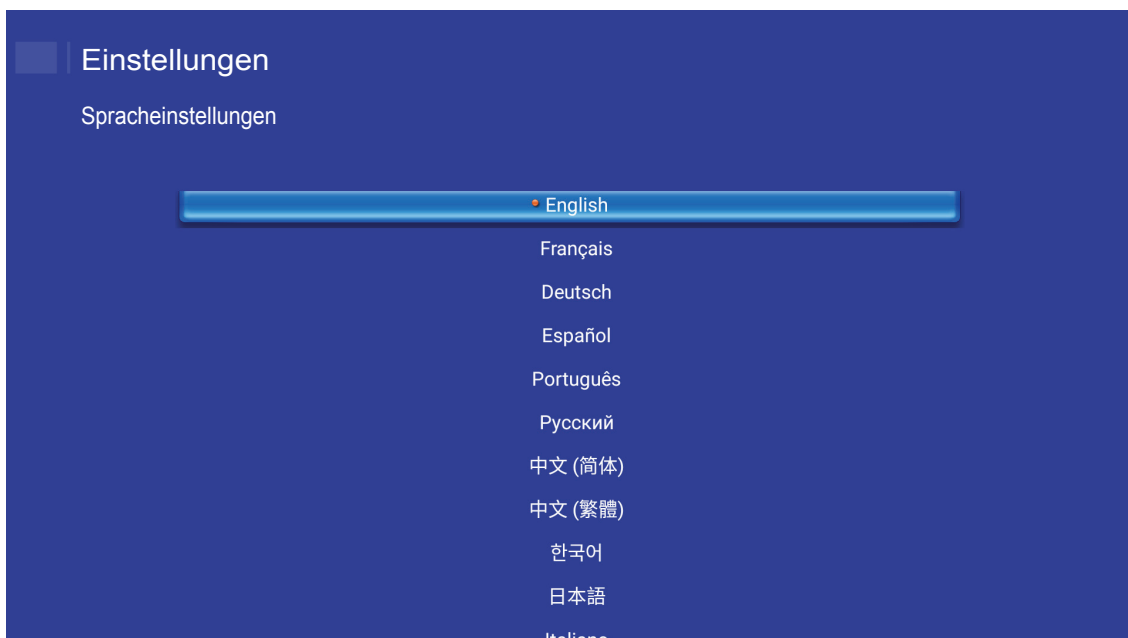 Einstellungen
Spracheinstellungen
English
Français
Deutsch
Español
Português
Русский
中文 (简体)
中文 (繁體)
한국어
日本語